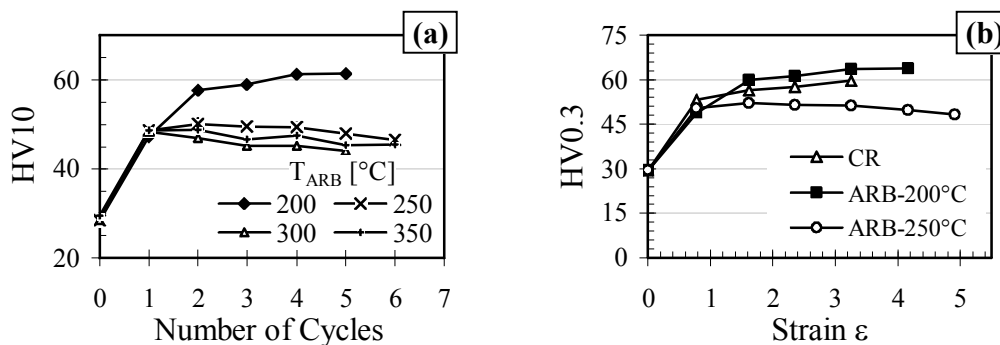 (a)
HV10
60
40
20
T_ARB [°C]
200 250
300 350
0 1 2 3 4 5 6 7
Number of Cycles
(b)
HV0.3
75
60
45
30
15
0
CR
ARB-200°C
ARB-250°C
0 1 2 3 4 5
Strain ε